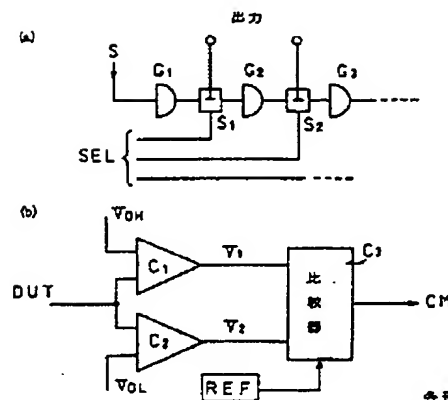 (a)
出力
S
G1
G2
G3
S1
S2
SEL
(b)
VOH
C1
V1
C3
DUT
比較器
CM
C2
V2
VOL
REF